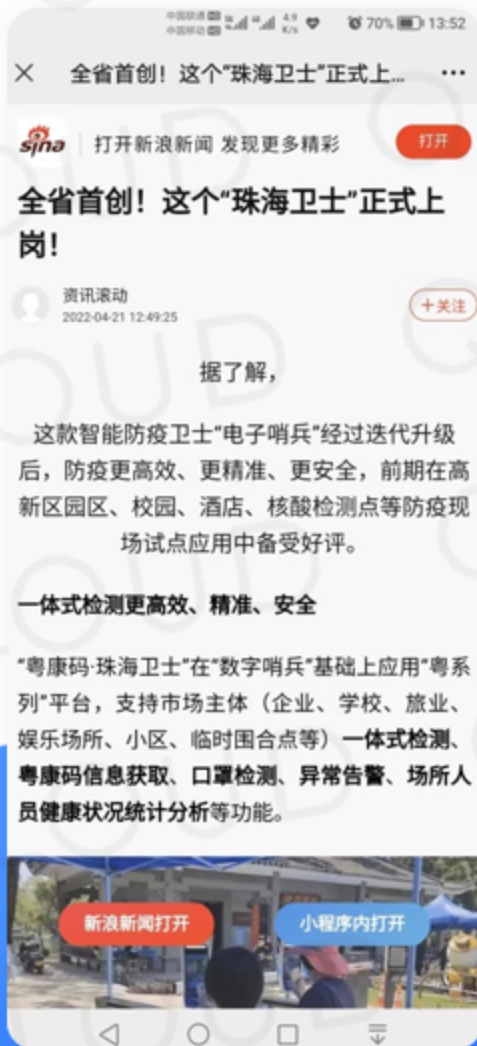 中国联通 HD 中国移动 HD 4.9 K/s 70% 13:52
全省首创！这个“珠海卫士”正式上...
sina 打开新浪新闻 发现更多精彩 打开
全省首创！这个“珠海卫士”正式上
岗！
资讯滚动
2022-04-21 12:49:25
+关注
据了解，
这款智能防疫卫士“电子哨兵”经过迭代升级
后，防疫更高效、更精准、更安全，前期在高
新区园区、校园、酒店、核酸检测点等防疫现
场试点应用中备受好评。
一体式检测更高效、精准、安全
“粤康码·珠海卫士”在“数字哨兵”基础上应用“粤系
列”平台，支持市场主体（企业、学校、旅业、
娱乐场所、小区、临时围合点等）一体式检测、
粤康码信息获取、口罩检测、异常告警、场所人
员健康状况统计分析等功能。
新浪新闻打开 小程序内打开